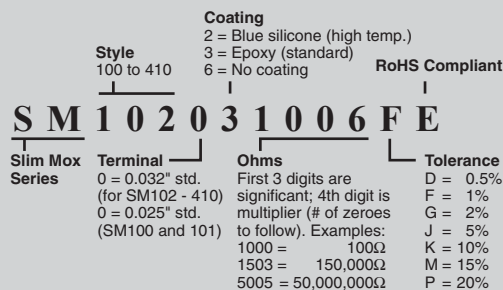 Coating
2 = Blue silicone (high temp.)
3 = Epoxy (standard)
6 = No coating
Style
100 to 410
RoHS Compliant
S M 1 0 2 0 3 1 0 0 6 F E
Slim Mox
Series
Terminal
0 = 0.032" std.
(for SM102 - 410)
0 = 0.025" std.
(SM100 and 101)
Ohms
First 3 digits are
significant; 4th digit is
multiplier (# of zeroes
to follow). Examples:
1000 = 100Ω
1503 = 150,000Ω
5005 = 50,000,000Ω
Tolerance
D = 0.5%
F = 1%
G = 2%
J = 5%
K = 10%
M = 15%
P = 20%